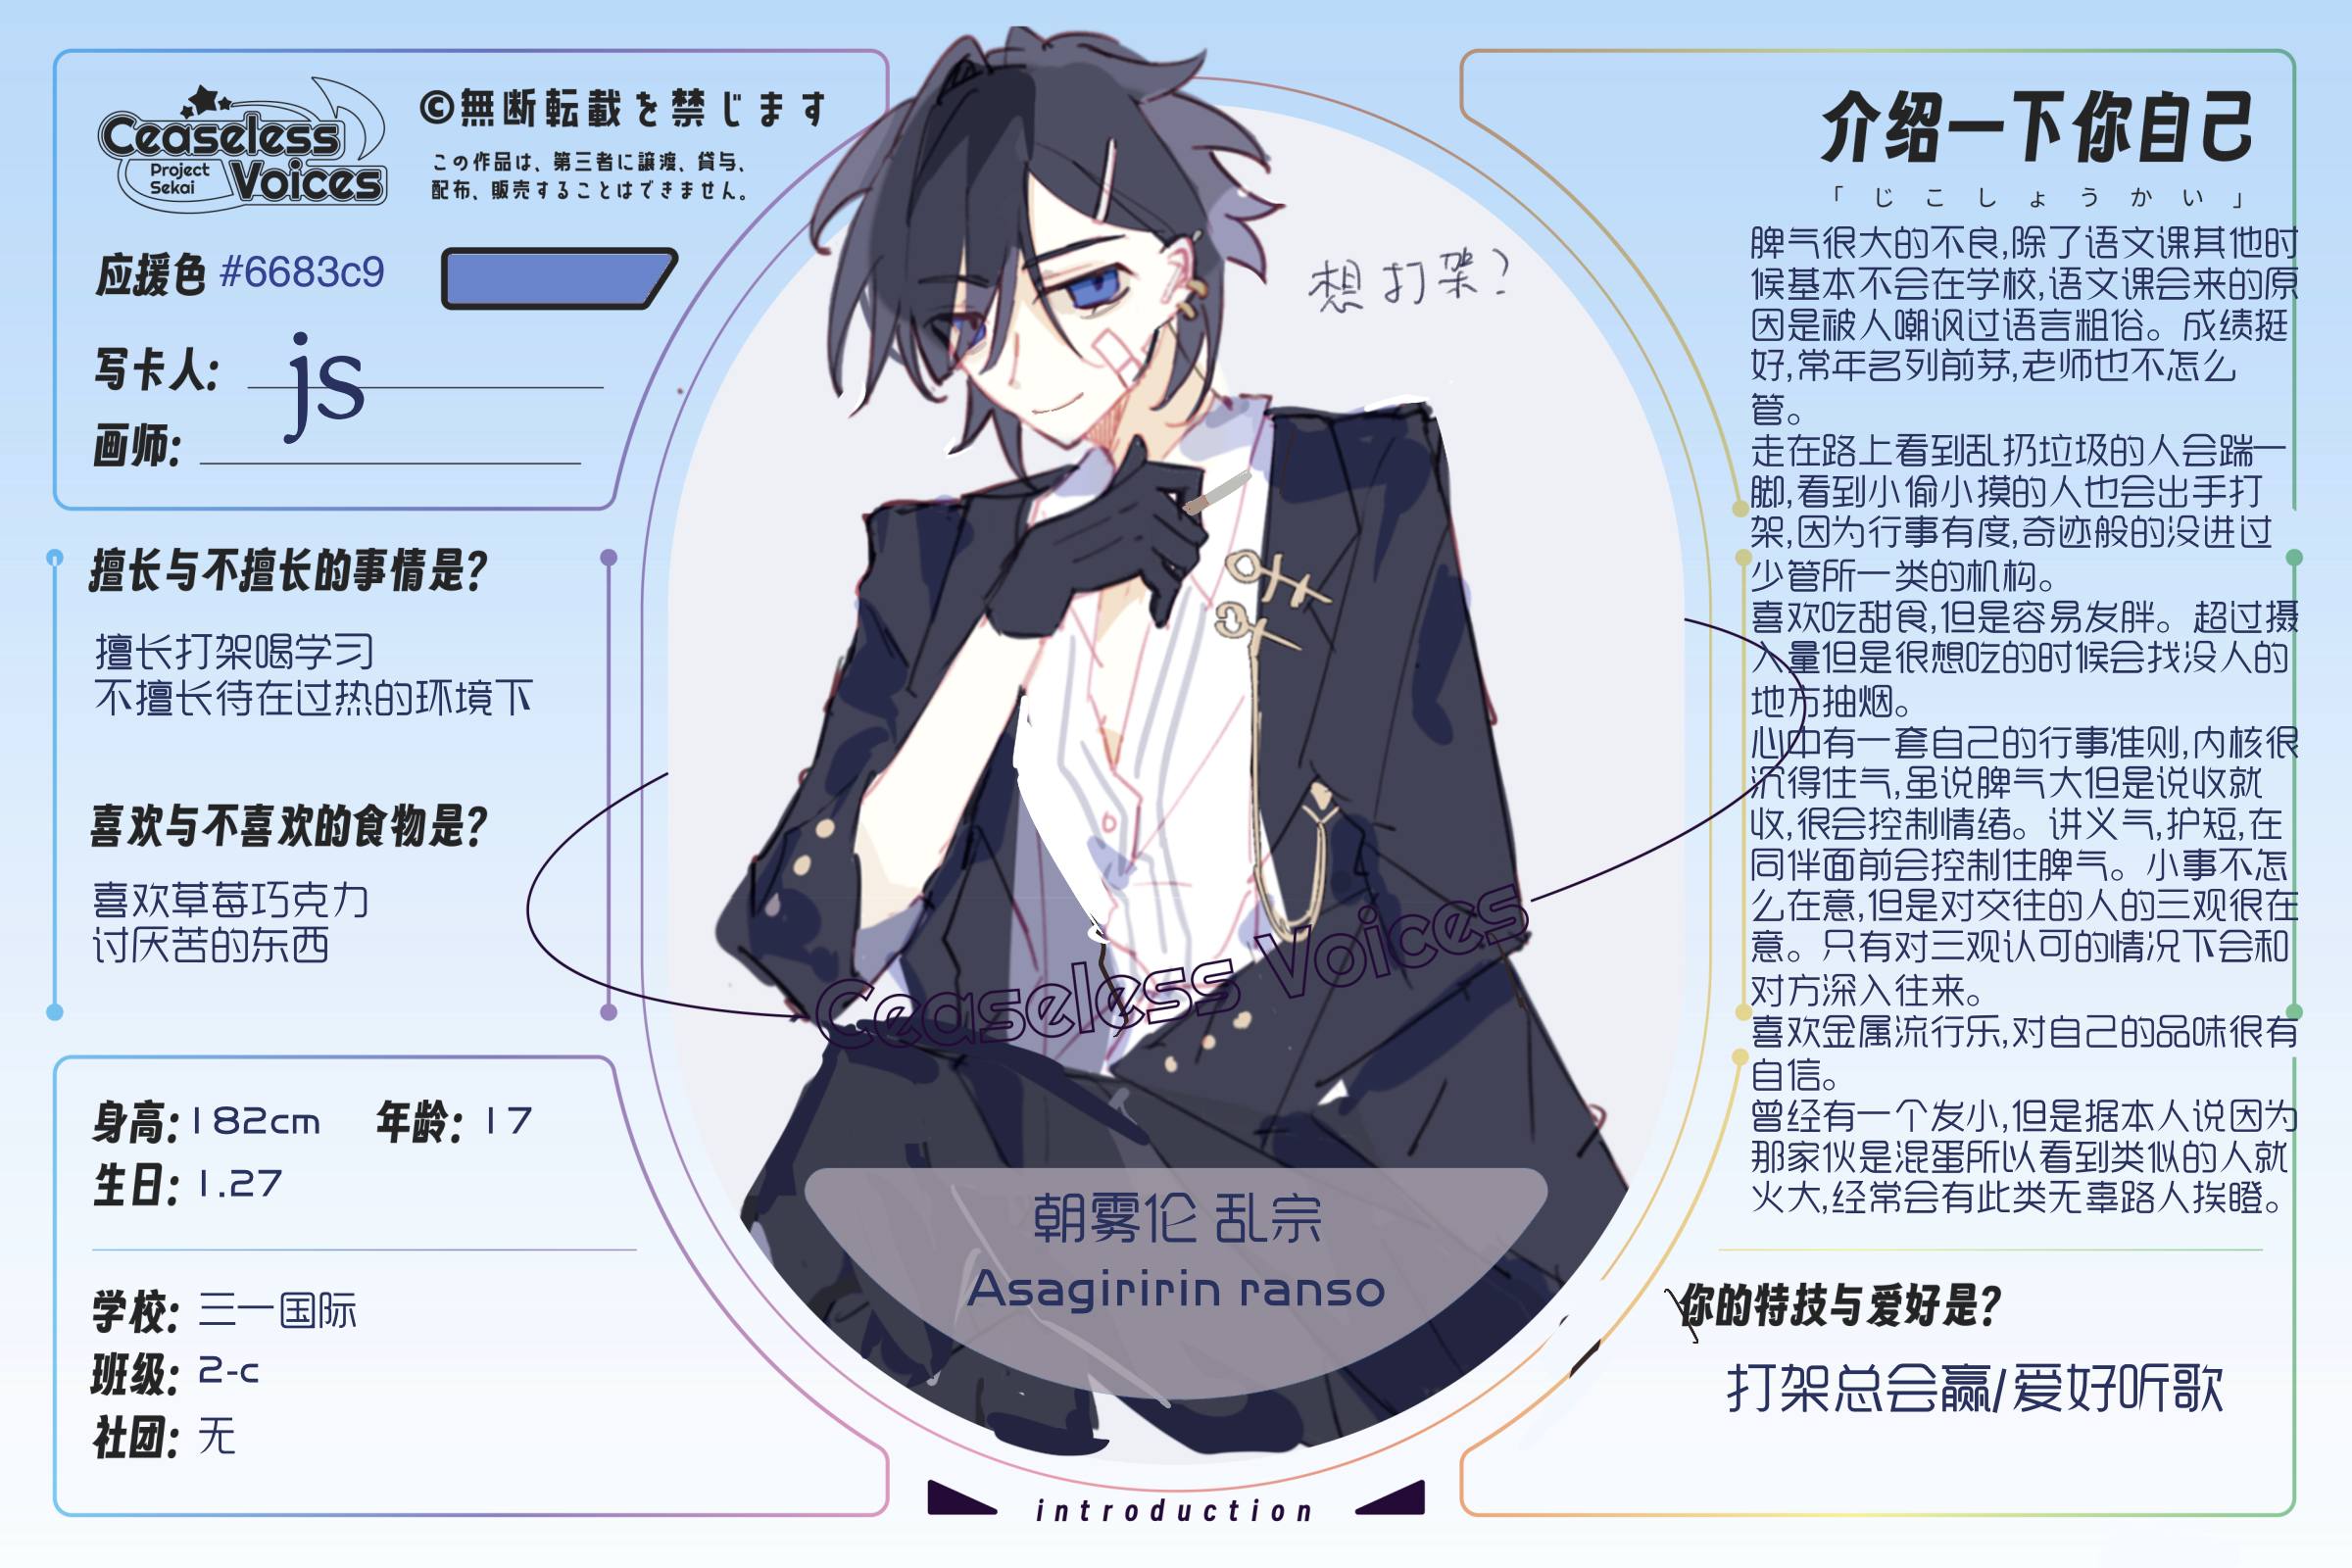 Ceaseless
Project
Sekai
Voices
©無断転載を禁じます
この作品は、第三者に譲渡、貸与、
配布、販売することはできません。
应援色 #6683c9
写卡人: js
画师:
擅长与不擅长的事情是?
擅长打架喝学习
不擅长待在过热的环境下
喜欢与不喜欢的食物是?
喜欢草莓巧克力
讨厌苦的东西
身高: 182cm 年龄: 17
生日: 1.27
学校: 三一国际
班级: 2-c
社团: 无
想打架?
Ceaseless Voices
朝雾伦 乱宗
Asagiririn ranso
introduction
介绍一下你自己
「じこしょうかい」
脾气很大的不良,除了语文课其他时
候基本不会在学校,语文课会来的原
因是被人嘲讽过语言粗俗。成绩挺
好,常年名列前茅,老师也不怎么
管。
走在路上看到乱扔垃圾的人会踹一
脚,看到小偷小摸的人也会出手打
架,因为行事有度,奇迹般的没进过
少管所一类的机构。
喜欢吃甜食,但是容易发胖。超过摄
入量但是很想吃的时候会找没人的
地方抽烟。
心中有一套自己的行事准则,内核很
沉得住气,虽说脾气大但是说收就
收,很会控制情绪。讲义气,护短,在
同伴面前会控制住脾气。小事不怎
么在意,但是对交往的人的三观很在
意。只有对三观认可的情况下会和
对方深入往来。
喜欢金属流行乐,对自己的品味很有
自信。
曾经有一个发小,但是据本人说因为
那家伙是混蛋所以看到类似的人就
火大,经常会有此类无辜路人挨瞪。
你的特技与爱好是?
打架总会赢/爱好听歌